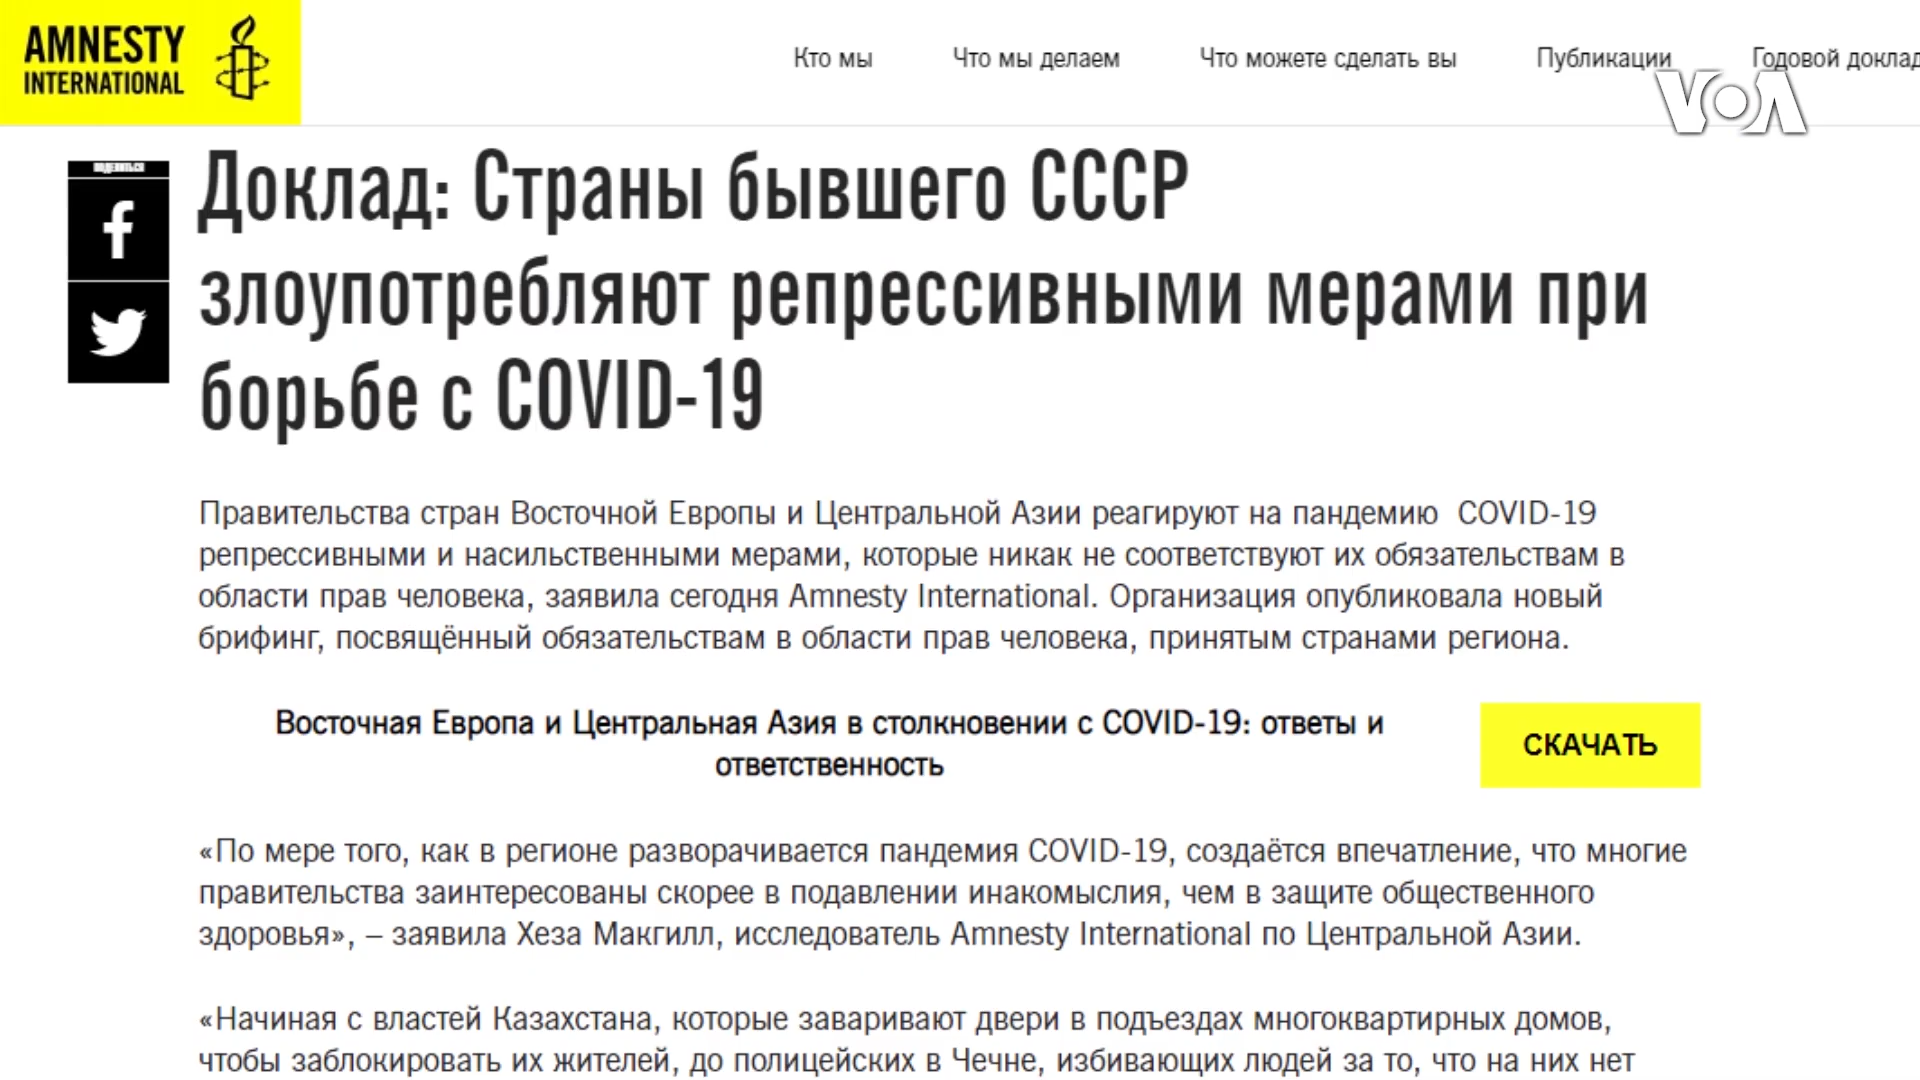 AMNESTY
INTERNATIONAL
Кто мы Что мы делаем Что можете сделать вы Публикации Годовой доклад
VOA
ПОДЕЛИТЬСЯ
Доклад: Страны бывшего СССР
злоупотребляют репрессивными мерами при
борьбе с COVID-19
Правительства стран Восточной Европы и Центральной Азии реагируют на пандемию COVID-19
репрессивными и насильственными мерами, которые никак не соответствуют их обязательствам в
области прав человека, заявила сегодня Amnesty International. Организация опубликовала новый
брифинг, посвящённый обязательствам в области прав человека, принятым странами региона.
Восточная Европа и Центральная Азия в столкновении с COVID-19: ответы и
ответственность
СКАЧАТЬ
«По мере того, как в регионе разворачивается пандемия COVID-19, создаётся впечатление, что многие
правительства заинтересованы скорее в подавлении инакомыслия, чем в защите общественного
здоровья», – заявила Хеза Макгилл, исследователь Amnesty International по Центральной Азии.
«Начиная с властей Казахстана, которые заваривают двери в подъездах многоквартирных домов,
чтобы заблокировать их жителей, до полицейских в Чечне, избивающих людей за то, что на них нет